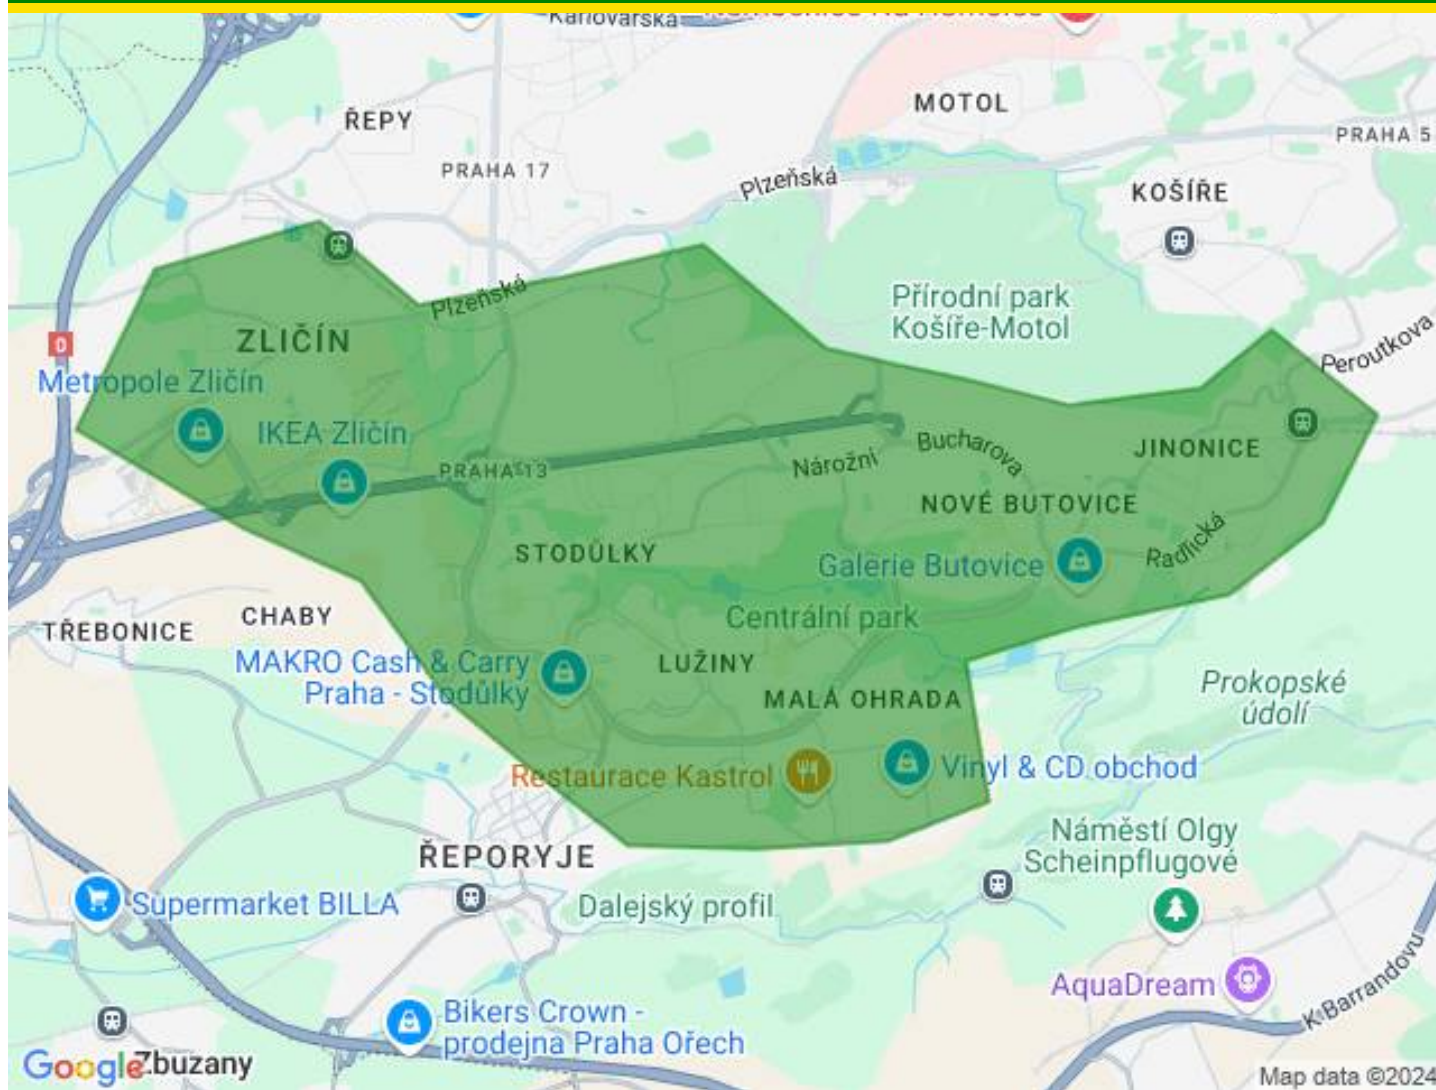 Karlovarská
ŘEPY
MOTOL
PRAHA 5
PRAHA 17
Plzeňská
KOŠÍŘE
Plzeňská
Přírodní park
Košíře-Motol
ZLIČÍN
0
Peroutkova
Metropole Zličín
IKEA Zličín
Bucharova
JINONICE
PRAHA 13
Nárožní
NOVÉ BUTOVICE
STODŮLKY
Radlická
Galerie Butovice
CHABY
Centrální park
TŘEBONICE
MAKRO Cash & Carry
Praha - Stodůlky
LUŽINY
MALÁ OHRADA
Prokopské
údolí
Restaurace Kastrol
Vinyl & CD obchod
ŘEPORYJE
Náměstí Olgy
Scheinpflugové
Supermarket BILLA
Dalejský profil
AquaDream
K Barrandovu
Bikers Crown -
prodejna Praha Ořech
Google
Zbuzany
Map data ©2024